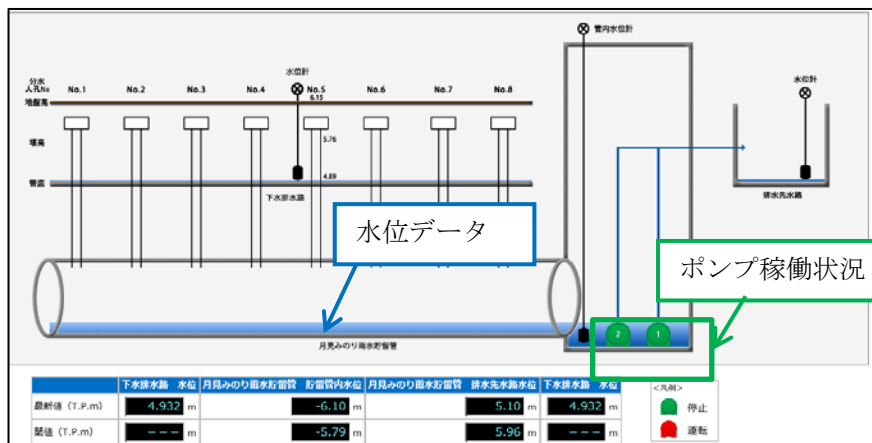 管内水位計
分水
人孔No No.1 No.2 No.3 No.4 水位計 No.5 No.6 No.7 No.8 水位計
6.15
地盤高
堰高 5.76
管底 4.89
下水排水路 排水先水路
水位データ
ポンプ稼働状況
2 1
月見みのり雨水貯留管
下水排水路 水位 月見みのり雨水貯留管 貯留管内水位 月見みのり雨水貯留管 排水先水路水位 下水排水路 水位
最新値(T.P.m) 4.932 m -6.10 m 5.10 m 4.932 m
閾値(T.P.m) --- m -5.79 m 5.96 m --- m
<凡例>
停止
運転